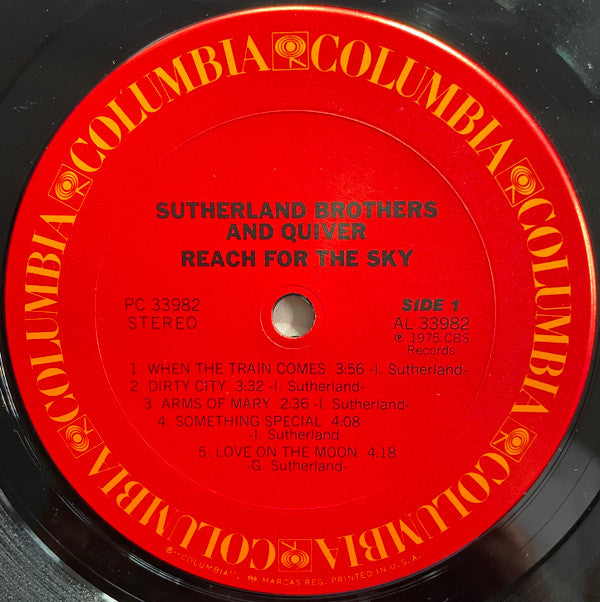 COLUMBIA COLUMBIA COLUMBIA COLUMBIA COLUMBIA COLUMBIA
SUTHERLAND BROTHERS
AND QUIVER
REACH FOR THE SKY
PC 33982
STEREO
SIDE 1
AL 33982
℗ 1975 CBS
Records
1. WHEN THE TRAIN COMES 3:56 -I. Sutherland-
2. DIRTY CITY 3:32 -I. Sutherland-
3. ARMS OF MARY 2:36 -I. Sutherland-
4. SOMETHING SPECIAL 4:08
-I. Sutherland-
5. LOVE ON THE MOON 4.18
-G. Sutherland-
℗"COLUMBIA", MARCAS REG. PRINTED IN U.S.A.